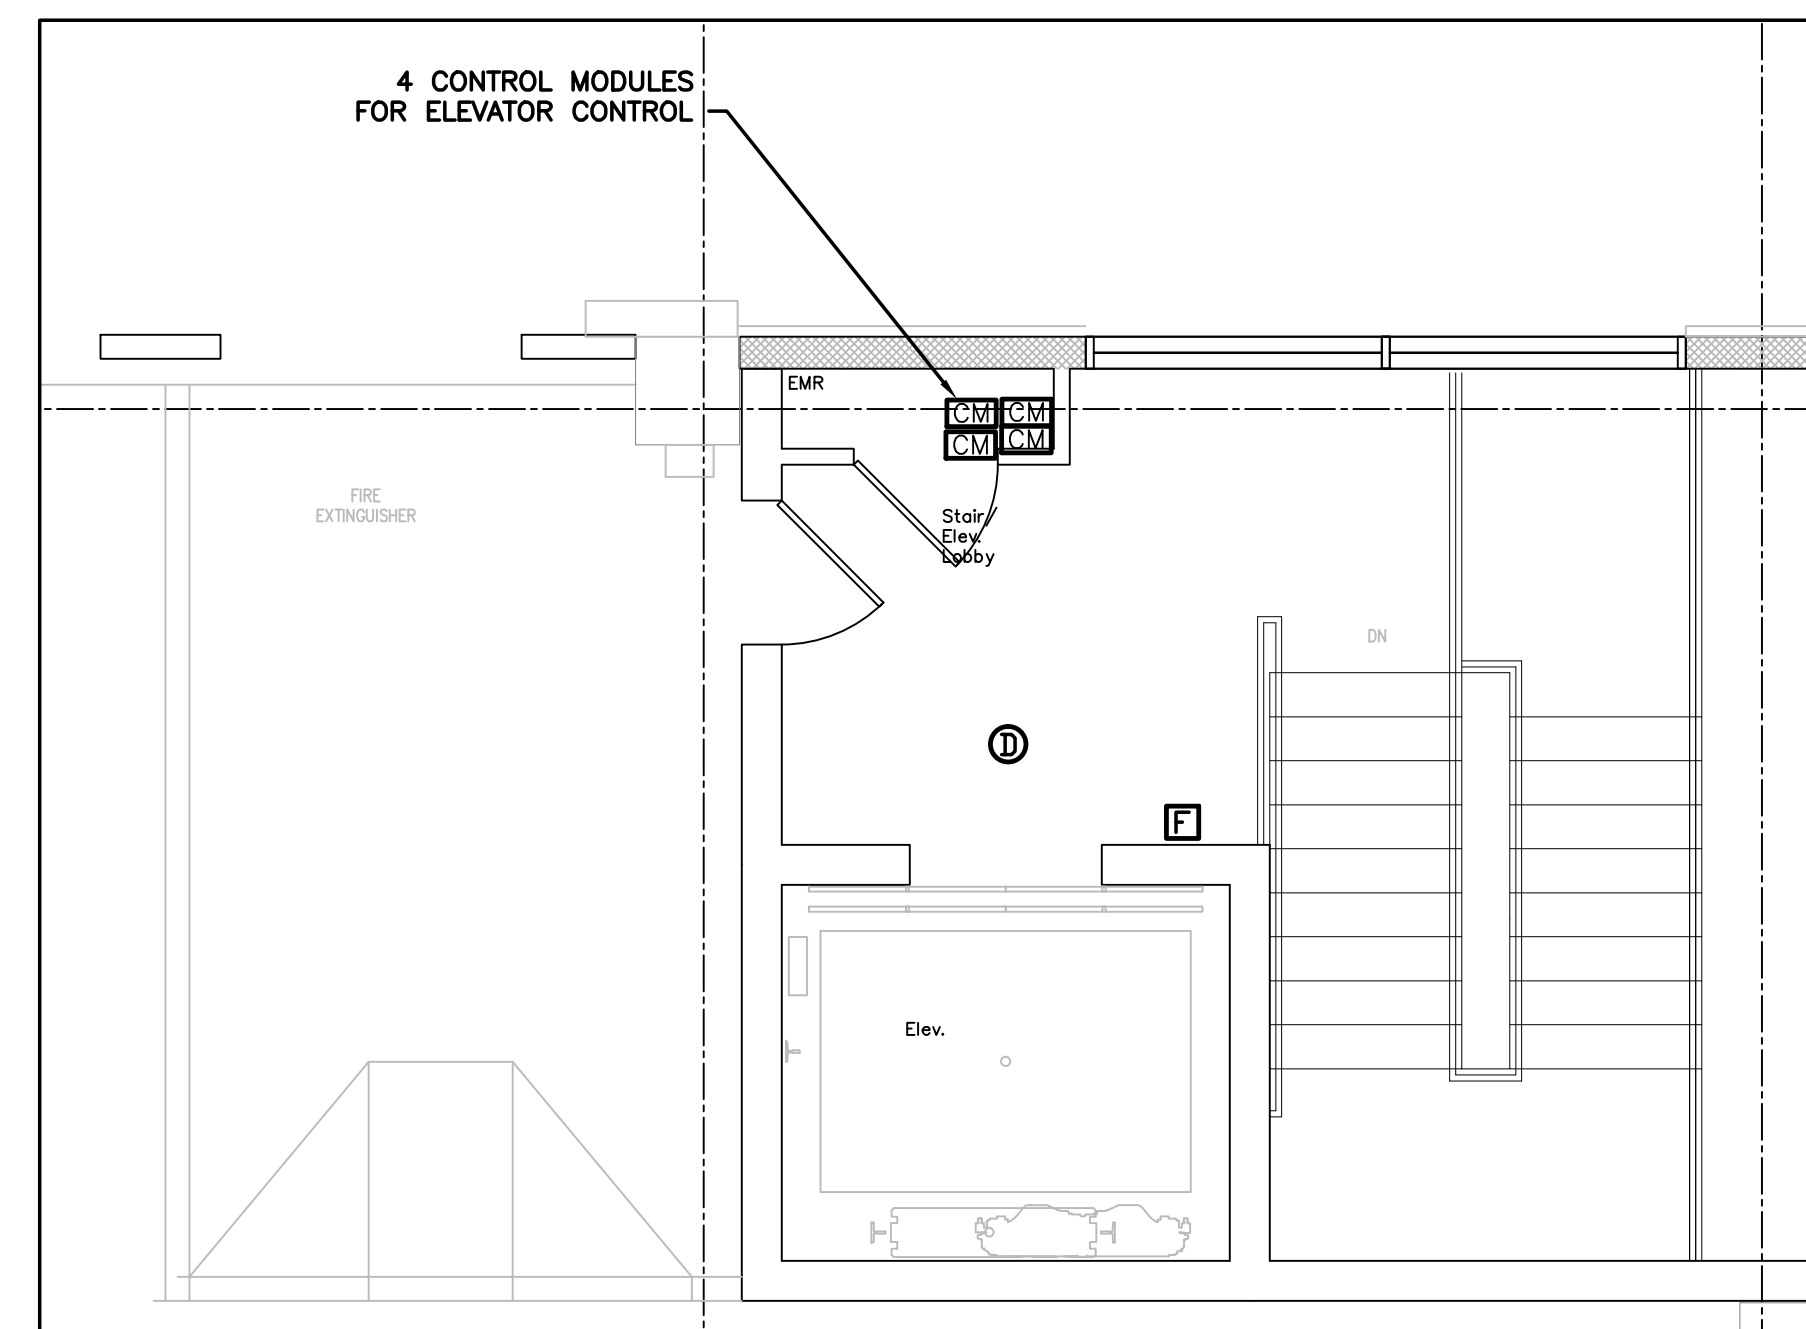 4 CONTROL MODULES
FOR ELEVATOR CONTROL
EMR
CM CM
CM CM
FIRE
EXTINGUISHER
Stair
Elev.
Lobby
DN
D
F
Elev.